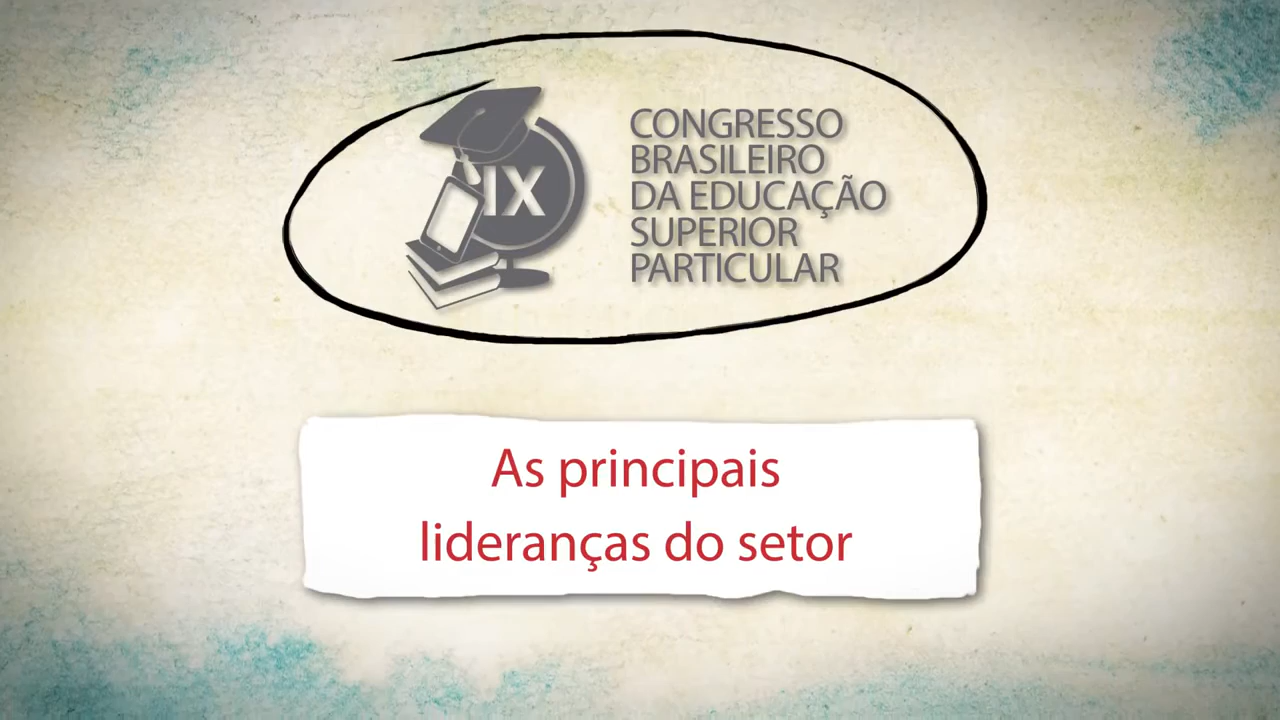 IX
CONGRESSO
BRASILEIRO
DA EDUCAÇÃO
SUPERIOR
PARTICULAR
As principais
lideranças do setor